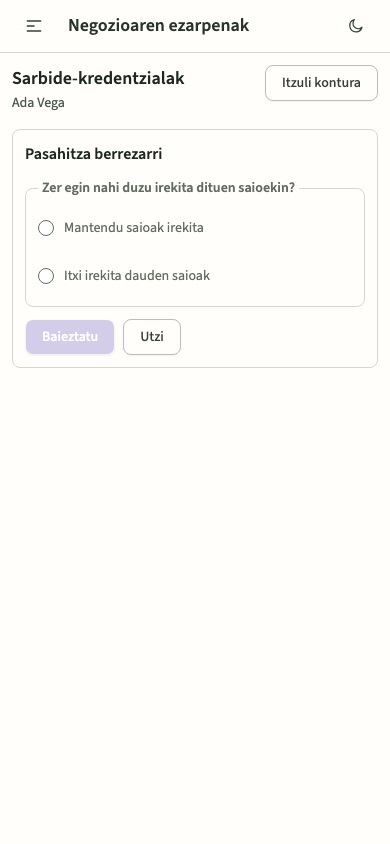 Negozioaren ezarpenak
Sarbide-kredentzialak
Itzuli kontura
Ada Vega
Pasahitza berrezarri
Zer egin nahi duzu irekita dituen saioekin?
Mantendu saioak irekita
Itxi irekita dauden saioak
Baieztatu
Utzi